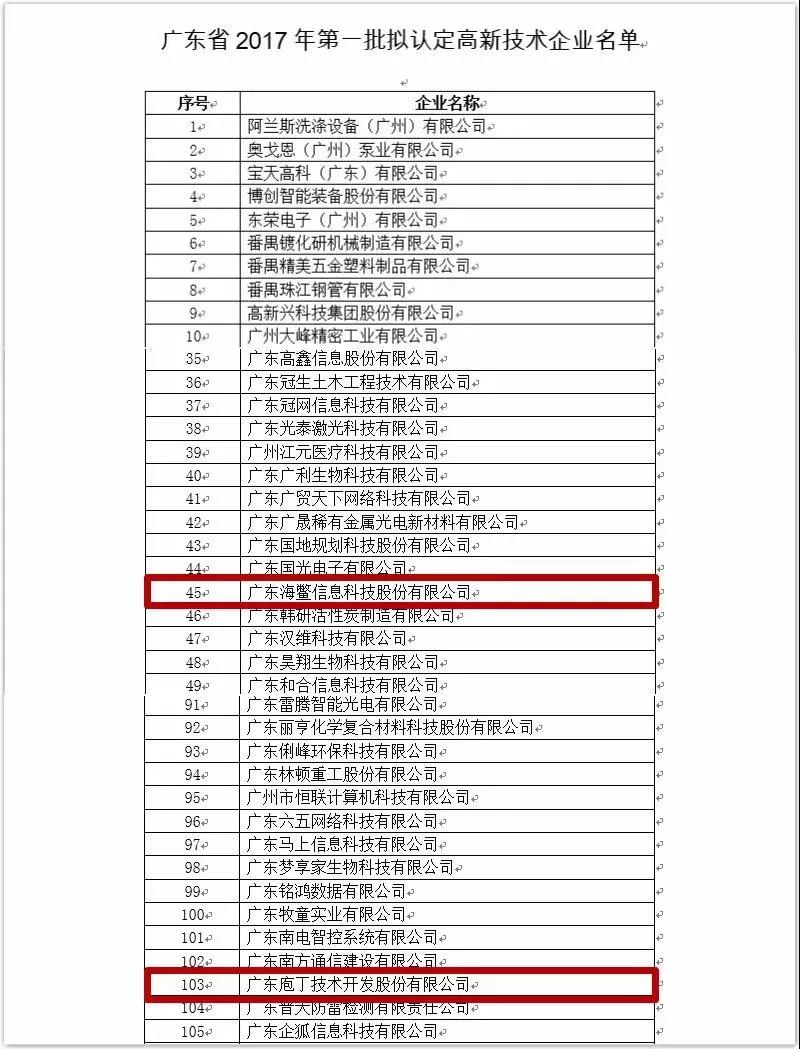 广东省 2017 年第一批拟认定高新技术企业名单
序号 企业名称
1 阿兰斯洗涤设备（广州）有限公司
2 奥戈恩（广州）泵业有限公司
3 宝天高科（广东）有限公司
4 博创智能装备股份有限公司
5 东荣电子（广州）有限公司
6 番禺镀化研机械制造有限公司
7 番禺精美五金塑料制品有限公司
8 番禺珠江钢管有限公司
9 高新兴科技集团股份有限公司
10 广州大峰精密工业有限公司
35 广东高鑫信息股份有限公司
36 广东冠生土木工程技术有限公司
37 广东冠网信息科技有限公司
38 广东光泰激光科技有限公司
39 广州江元医疗科技有限公司
40 广东广利生物科技有限公司
41 广东广贸天下网络科技有限公司
42 广东广晟稀有金属光电新材料有限公司
43 广东国地规划科技股份有限公司
44 广东国光电子有限公司
45 广东海鳖信息科技股份有限公司
46 广东韩研活性炭制造有限公司
47 广东汉维科技有限公司
48 广东昊翔生物科技有限公司
49 广东和合信息科技有限公司
91 广东雷腾智能光电有限公司
92 广东丽亨化学复合材料科技股份有限公司
93 广东俐峰环保科技有限公司
94 广东林顿重工股份有限公司
95 广州市恒联计算机科技有限公司
96 广东六五网络科技有限公司
97 广东马上信息科技有限公司
98 广东梦享家生物科技有限公司
99 广东铭鸿数据有限公司
100 广东牧童实业有限公司
101 广东南电智控系统有限公司
102 广东南方通信建设有限公司
103 广东庖丁技术开发股份有限公司
104 广东普天防雷检测有限责任公司
105 广东企狐信息科技有限公司